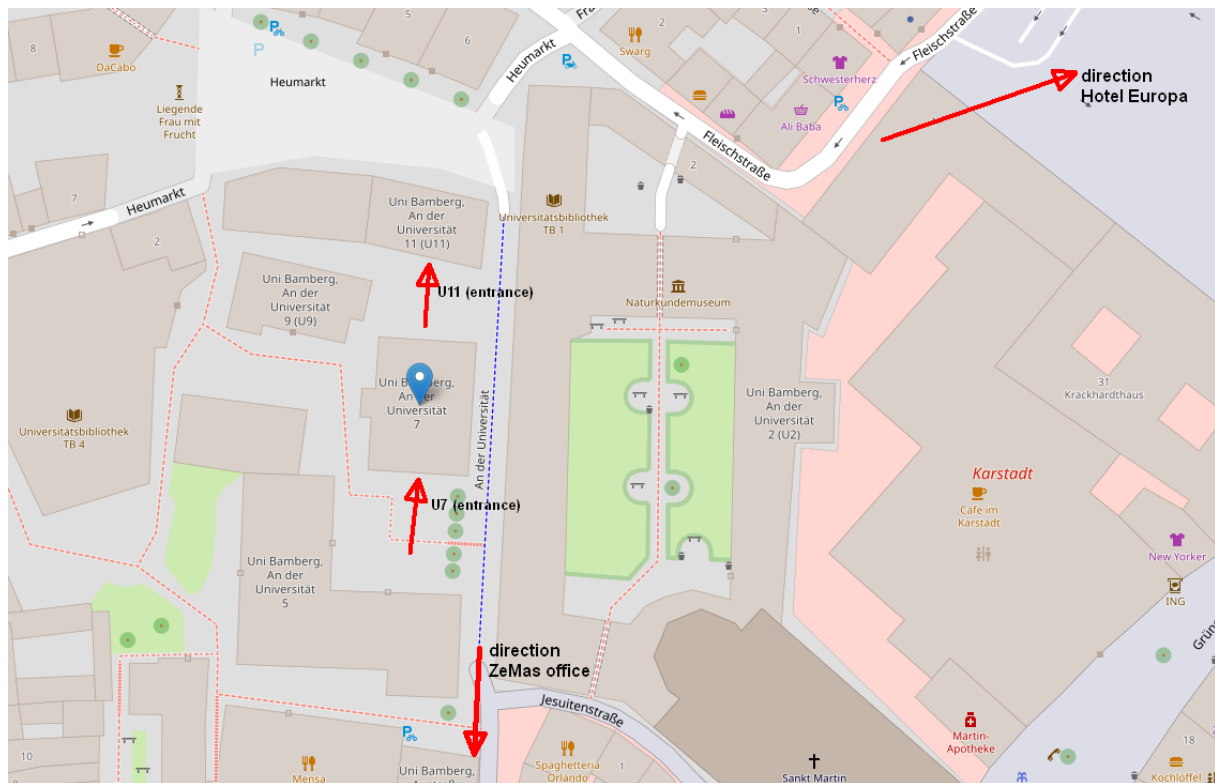 5
6
8
P
P
DaCabo
Heumarkt
Heumarkt
Fra
Swarg
2
3
1
P
Schwesterherz
Fleischstraße
direction
Hotel Europa
Liegende
Frau mit
Frucht
P
Ali Baba
Fleischstraße
7
Heumarkt
2
2
Uni Bamberg,
An der
Universität
11 (U11)
Universitätsbibliothek
TB 1
U11 (entrance)
Uni Bamberg,
An der
Universität
9 (U9)
Naturkundemuseum
Uni Bamberg,
An der
Universität
7
An der Universität
Uni Bamberg,
An der
Universität
2 (U2)
31
Krackhardthaus
Universitätsbibliothek
TB 4
Karstadt
Cafe im
Karstadt
U7 (entrance)
New Yorker
ING
Uni Bamberg,
An der
Universität
5
Grün
direction
ZeMas office
Jesuitenstraße
P
Martin-
Apotheke
10
Mensa
Uni Bamberg,
Spaghetteria
Orlando
1
Sankt Martin
18
Kochlöffel